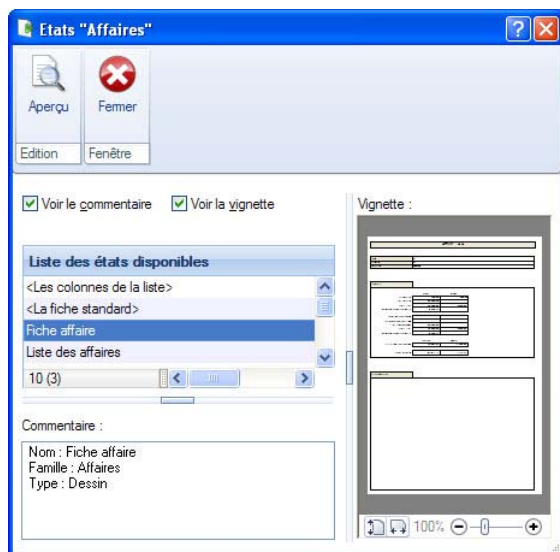 Etats "Affaires"
Aperçu
Fermer
Edition
Fenêtre
Voir le commentaire
Voir la vignette
Vignette :
Liste des états disponibles
<Les colonnes de la liste>
<La fiche standard>
Fiche affaire
Liste des affaires
10 (3)
Commentaire :
Nom : Fiche affaire
Famille : Affaires
Type : Dessin
100%